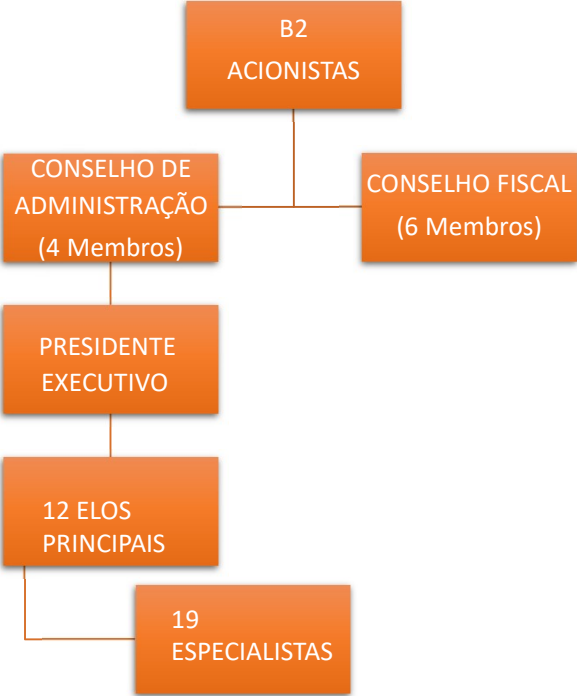 B2
ACIONISTAS
CONSELHO DE
ADMINISTRAÇÃO
(4 Membros)
CONSELHO FISCAL
(6 Membros)
PRESIDENTE
EXECUTIVO
12 ELOS
PRINCIPAIS
19
ESPECIALISTAS